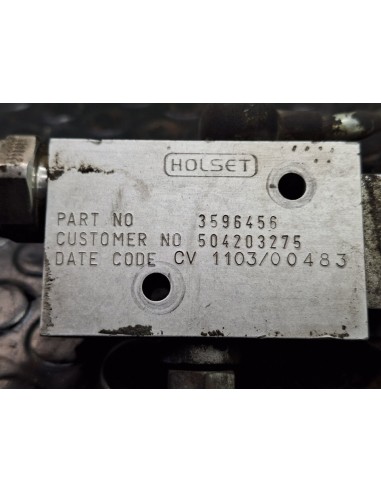 HOLSET
PART NO 3596456
CUSTOMER NO 504203275
DATE CODE CV 1103/00483